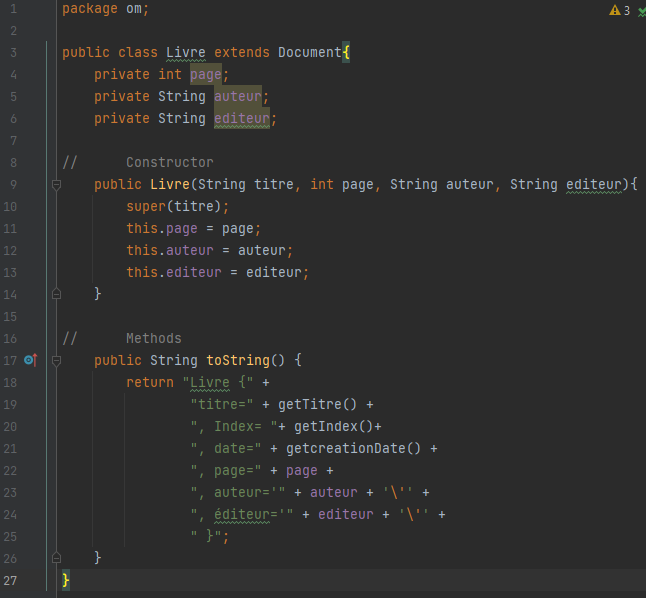 1 package om;
⚠ 3
2
3 public class Livre extends Document{
4     private int page;
5     private String auteur;
6     private String editeur;
7
8 //      Constructor
9     public Livre(String titre, int page, String auteur, String editeur){
10         super(titre);
11         this.page = page;
12         this.auteur = auteur;
13         this.editeur = editeur;
14     }
15
16 //      Methods
17     public String toString() {
18         return "Livre {" +
19                 "titre=" + getTitre() +
20                 ", Index= "+ getIndex()+
21                 ", date=" + getcreationDate() +
22                 ", page=" + page +
23                 ", auteur='" + auteur + '\'' +
24                 ", éditeur='" + editeur + '\'' +
25                 " }";
26     }
27 }